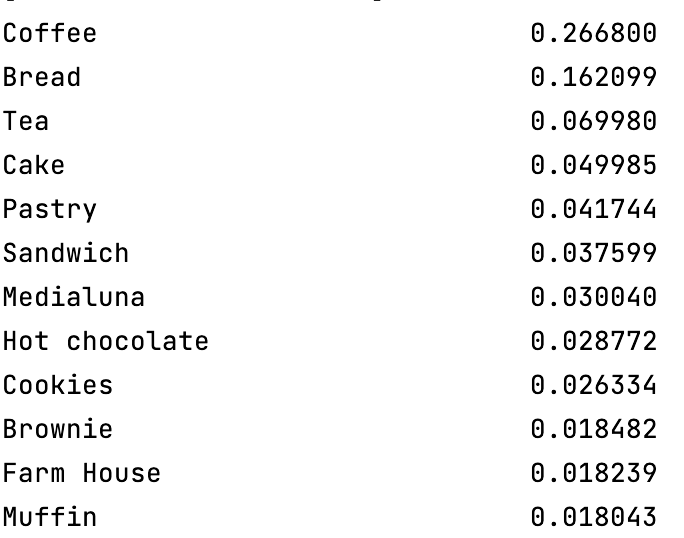 Coffee 0.266800
Bread 0.162099
Tea 0.069980
Cake 0.049985
Pastry 0.041744
Sandwich 0.037599
Medialuna 0.030040
Hot chocolate 0.028772
Cookies 0.026334
Brownie 0.018482
Farm House 0.018239
Muffin 0.018043